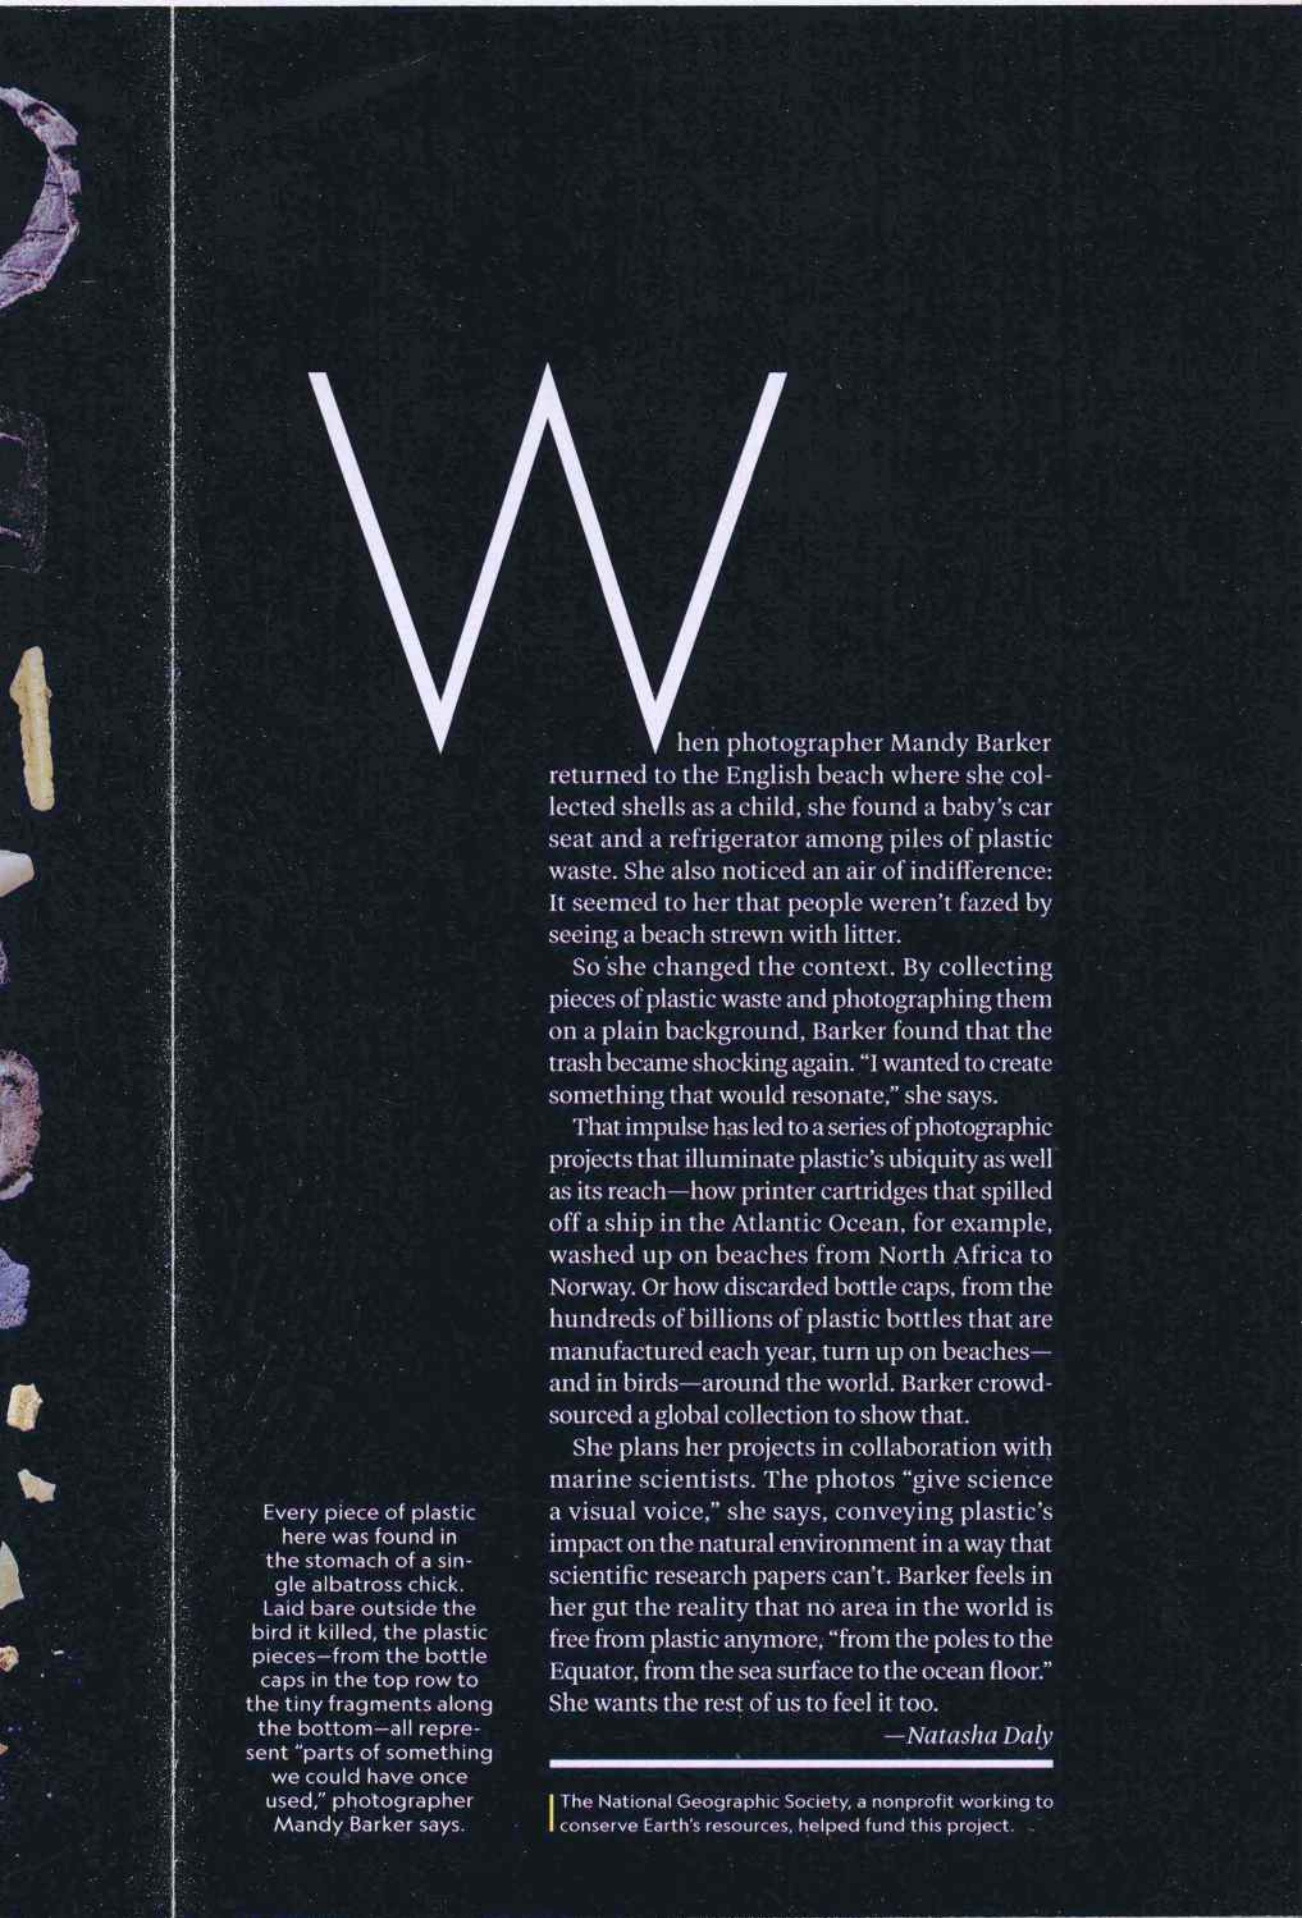 When photographer Mandy Barker
returned to the English beach where she col-
lected shells as a child, she found a baby's car
seat and a refrigerator among piles of plastic
waste. She also noticed an air of indifference:
It seemed to her that people weren't fazed by
seeing a beach strewn with litter.
So she changed the context. By collecting
pieces of plastic waste and photographing them
on a plain background, Barker found that the
trash became shocking again. “I wanted to create
something that would resonate,” she says.
That impulse has led to a series of photographic
projects that illuminate plastic's ubiquity as well
as its reach—how printer cartridges that spilled
off a ship in the Atlantic Ocean, for example,
washed up on beaches from North Africa to
Norway. Or how discarded bottle caps, from the
hundreds of billions of plastic bottles that are
manufactured each year, turn up on beaches—
and in birds—around the world. Barker crowd-
sourced a global collection to show that.
She plans her projects in collaboration with
marine scientists. The photos “give science
a visual voice,” she says, conveying plastic's
impact on the natural environment in a way that
scientific research papers can't. Barker feels in
her gut the reality that no area in the world is
free from plastic anymore, “from the poles to the
Equator, from the sea surface to the ocean floor.”
She wants the rest of us to feel it too.
—Natasha Daly
Every piece of plastic
here was found in
the stomach of a sin-
gle albatross chick.
Laid bare outside the
bird it killed, the plastic
pieces—from the bottle
caps in the top row to
the tiny fragments along
the bottom—all repre-
sent “parts of something
we could have once
used,” photographer
Mandy Barker says.
The National Geographic Society, a nonprofit working to
conserve Earth's resources, helped fund this project.